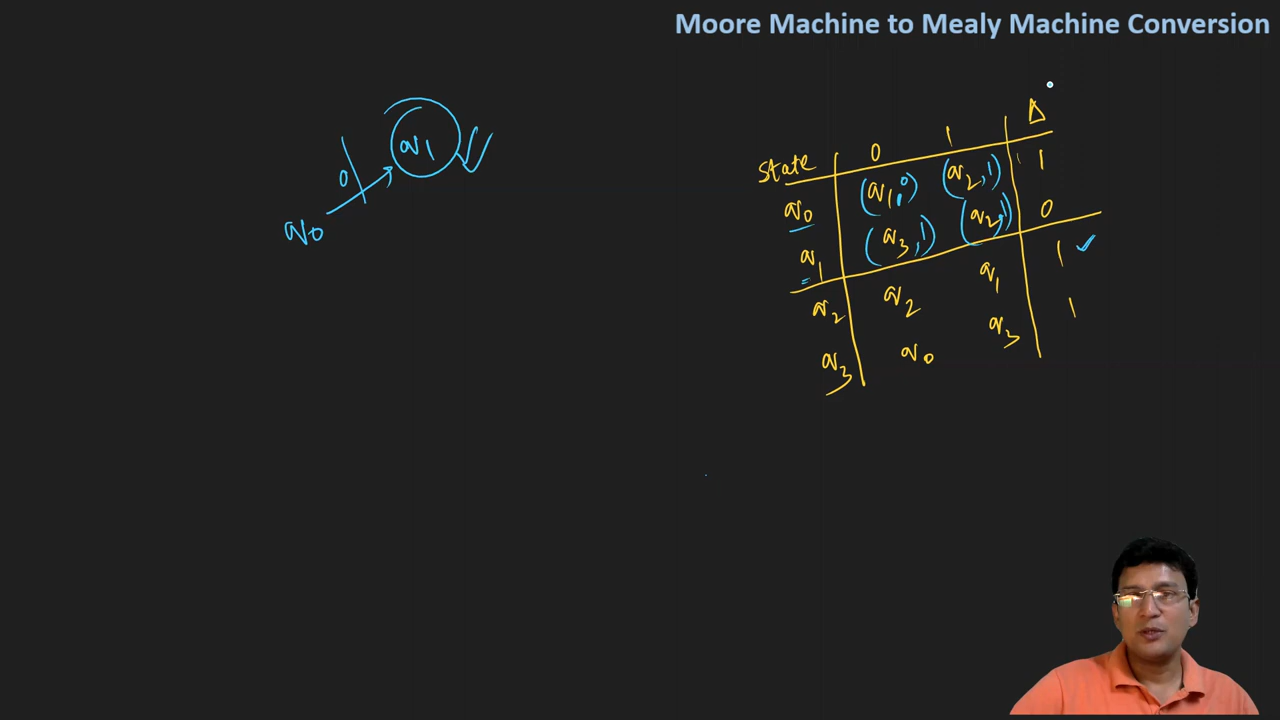 Moore Machine to Mealy Machine Conversion
State 0 1 Δ
q0 (q1, 0) (q2, 1) 1
q1 (q3, 1) (q2, 1) 0
q2 q2 q1 1
q3 q0 q3 1
q0 0 q1